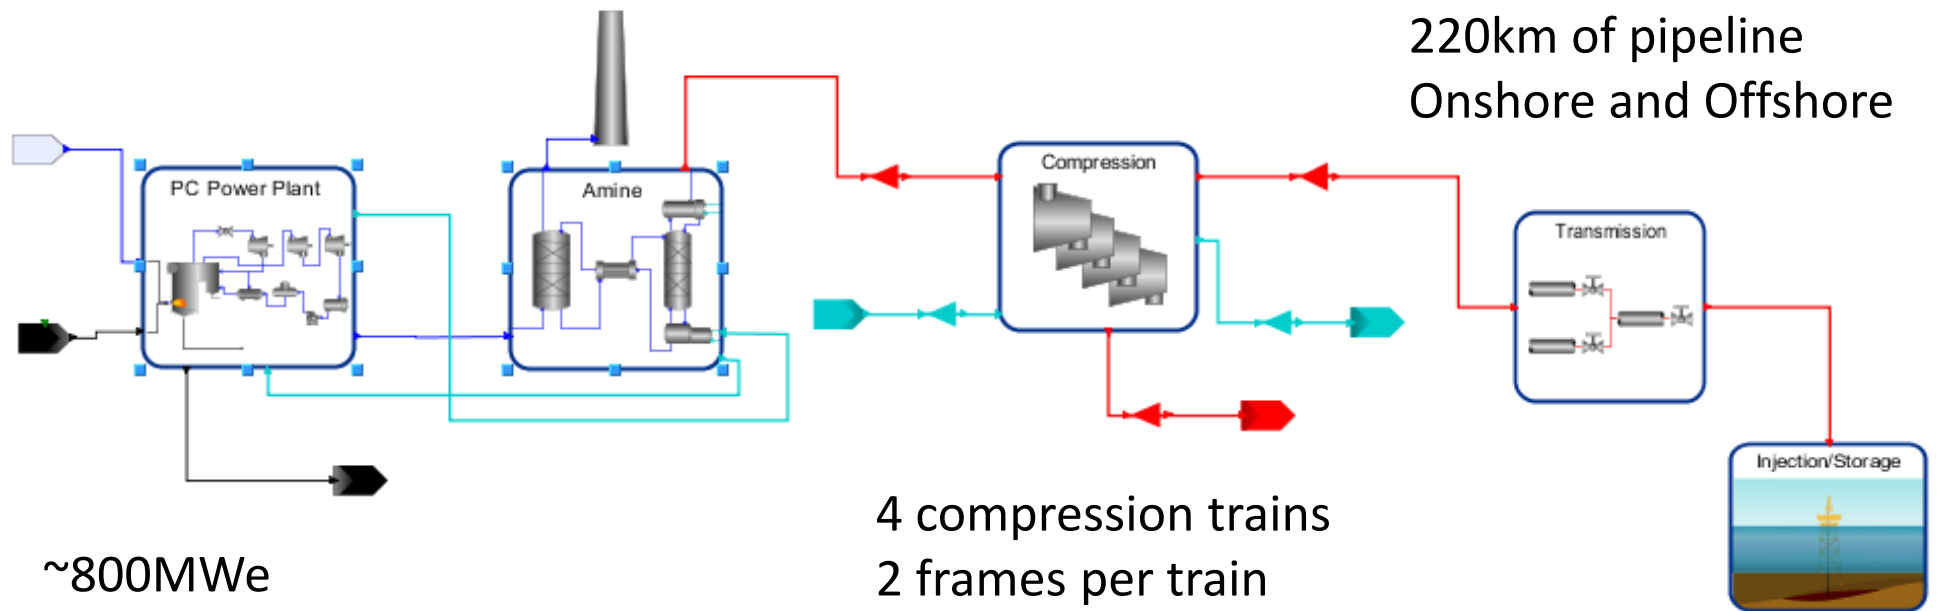 220km of pipeline
Onshore and Offshore
PC Power Plant
Amine
Compression
Transmission
Injection/Storage
4 compression trains
2 frames per train
~800MWe